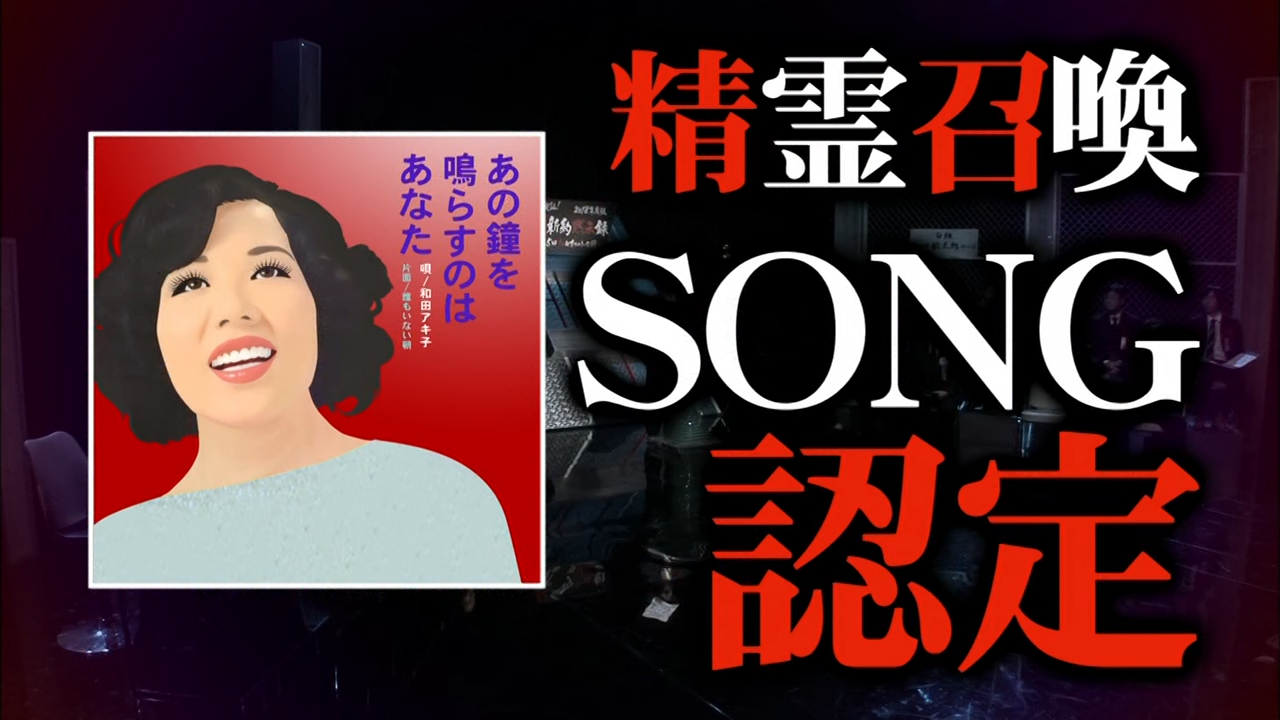 あの鐘を
鳴らすのは
あなた
唄/和田アキ子
片面/誰もいない朝
精霊召喚
SONG
認定